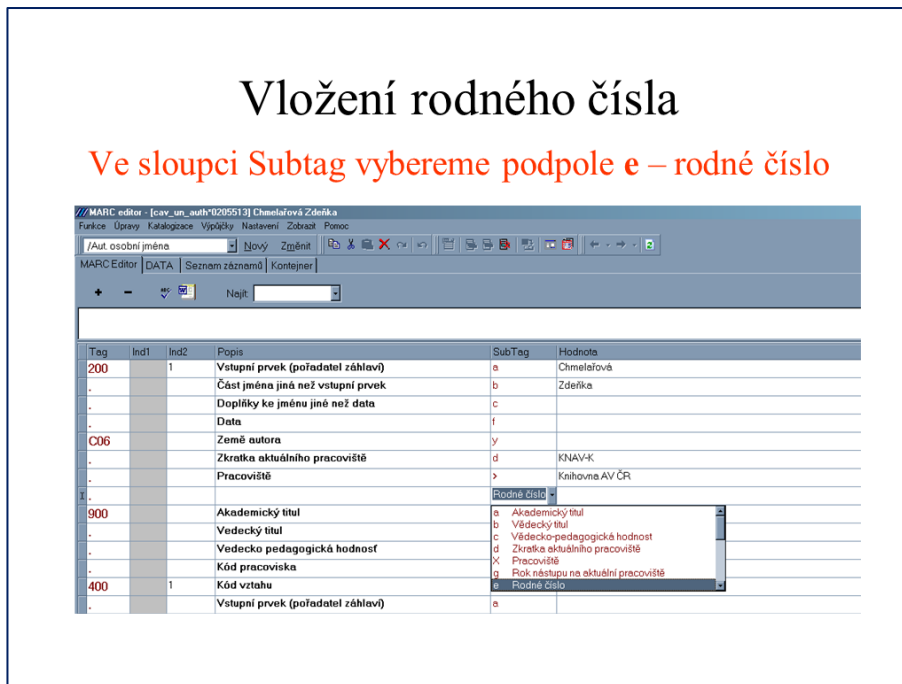 Vložení rodného čísla
Ve sloupci Subtag vybereme podpole e – rodné číslo
MARC editor - [cav_un_auth*0205513] Chmelařová Zdeňka
Funkce Úpravy Katalogizace Výpůjčky Nastavení Zobrazit Pomoc
/Aut. osobní jména Nový Změnit
MARC Editor DATA Seznam záznamů Kontejner
+ - Najít:
Tag Ind1 Ind2 Popis SubTag Hodnota
200 1 Vstupní prvek (pořadatel záhlaví) a Chmelařová
. Část jména jiná než vstupní prvek b Zdeňka
. Doplňky ke jménu jiné než data c
. Data f
C06 Země autora y
. Zkratka aktuálního pracoviště d KNAV-K
. Pracoviště > Knihovna AV ČR
. Rodné číslo
900 Akademický titul
. Vedecký titul
. Vedecko pedagogická hodnosť
. Kód pracoviska
400 1 Kód vztahu
. Vstupní prvek (pořadatel záhlaví) a
a Akademický titul
b Vědecký titul
c Vědecko-pedagogická hodnost
d Zkratka aktuálního pracoviště
X Pracoviště
g Rok nástupu na aktuální pracoviště
e Rodné číslo